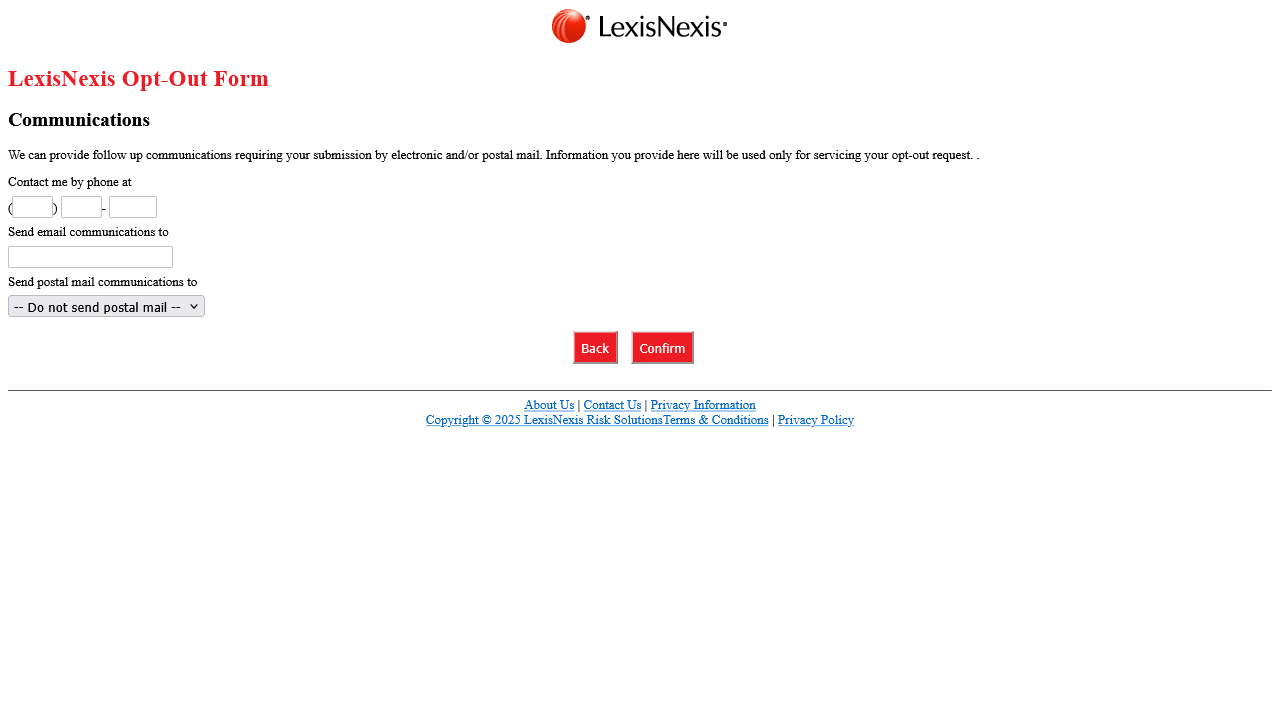 LexisNexis®
LexisNexis Opt-Out Form
Communications
We can provide follow up communications requiring your submission by electronic and/or postal mail. Information you provide here will be used only for servicing your opt-out request. .
Contact me by phone at
( ) -
Send email communications to
Send postal mail communications to
-- Do not send postal mail --
Back Confirm
About Us | Contact Us | Privacy Information
Copyright © 2025 LexisNexis Risk SolutionsTerms & Conditions | Privacy Policy